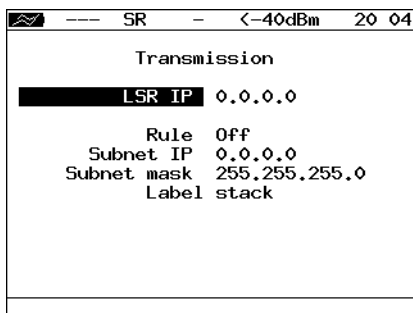 --- SR - <-40dBm 20 04
Transmission
LSR IP 0.0.0.0
Rule Off
Subnet IP 0.0.0.0
Subnet mask 255.255.255.0
Label stack